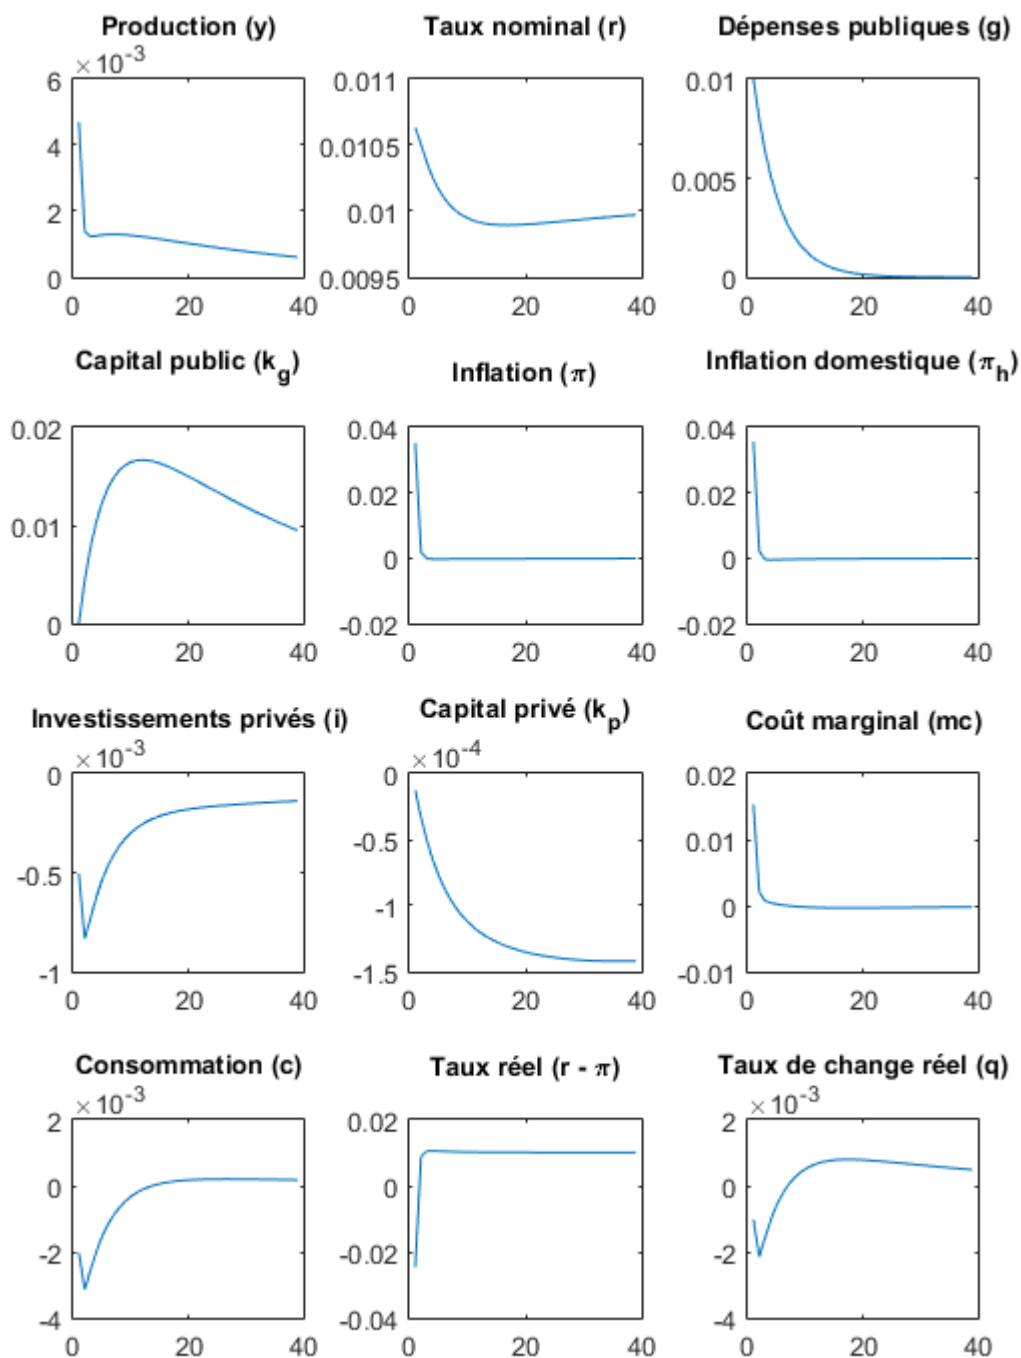 Production (y)
× 10^-3
6
4
2
0
0 20 40
Taux nominal (r)
0.011
0.0105
0.01
0.0095
0 20 40
Dépenses publiques (g)
0.01
0.005
0
0 20 40
Capital public (k_g)
0.02
0.01
0
0 20 40
Inflation (π)
0.04
0.02
0
-0.02
0 20 40
Inflation domestique (π_h)
0.04
0.02
0
-0.02
0 20 40
Investissements privés (i)
× 10^-3
0
-0.5
-1
0 20 40
Capital privé (k_p)
× 10^-4
0
-0.5
-1
-1.5
0 20 40
Coût marginal (mc)
0.02
0.01
0
-0.01
0 20 40
Consommation (c)
× 10^-3
2
0
-2
-4
0 20 40
Taux réel (r - π)
0.02
0
-0.02
-0.04
0 20 40
Taux de change réel (q)
× 10^-3
2
0
-2
-4
0 20 40